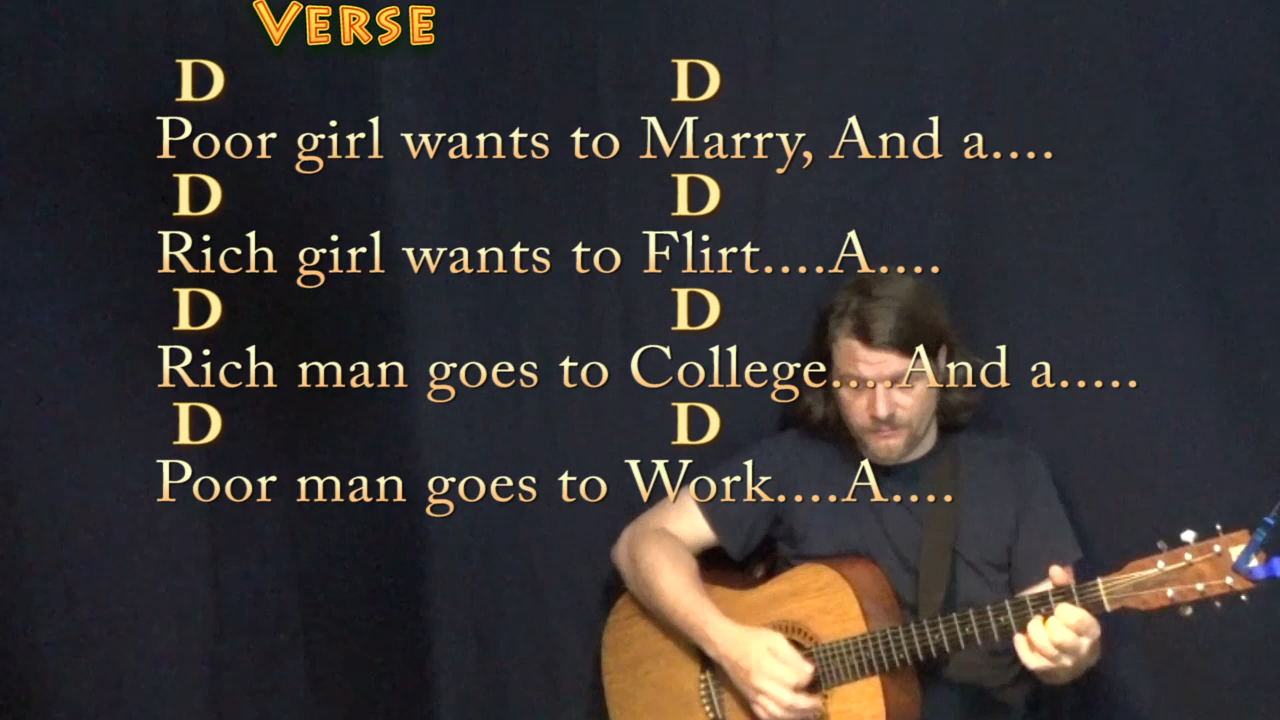 VERSE
D D
Poor girl wants to Marry, And a....
D D
Rich girl wants to Flirt....A....
D D
Rich man goes to College....And a.....
D D
Poor man goes to Work....A....